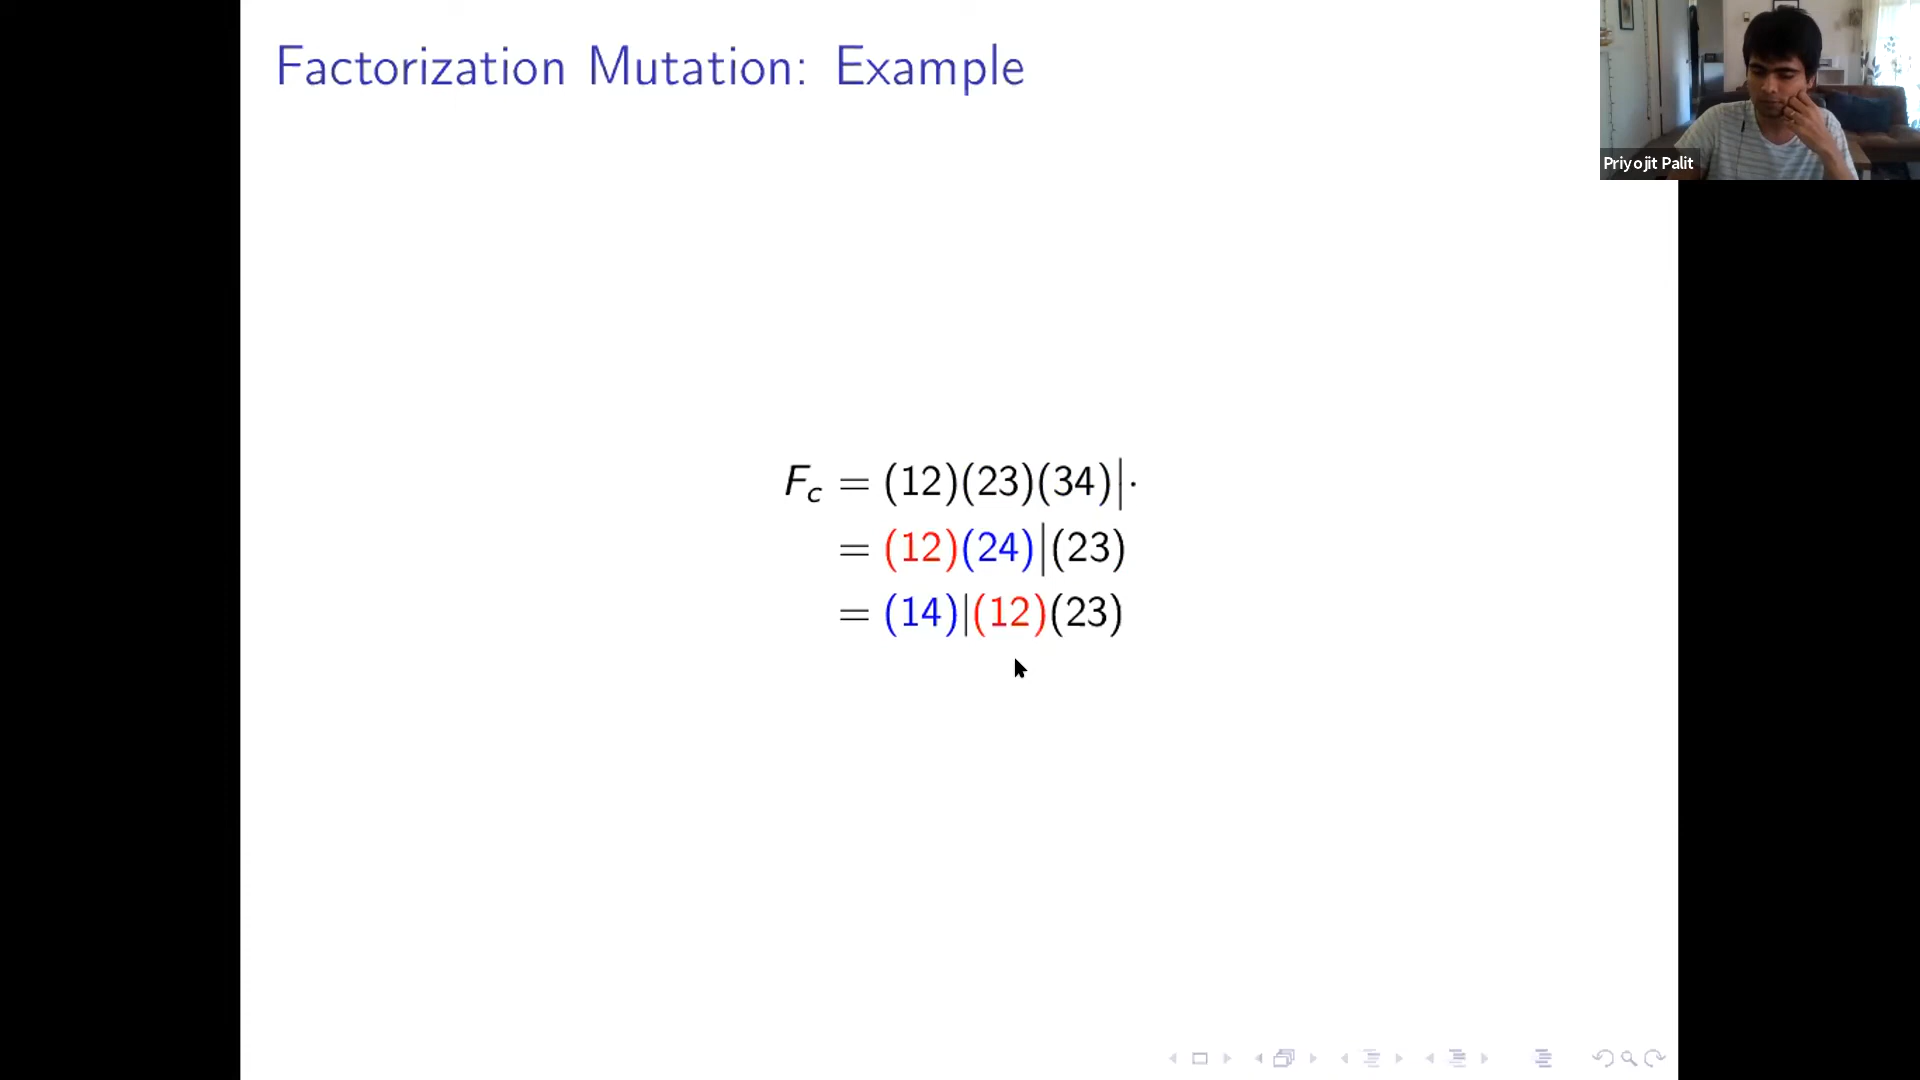 Factorization Mutation: Example
Priyojit Palit
F_c = (12)(23)(34)|·
= (12)(24)|(23)
= (14)|(12)(23)